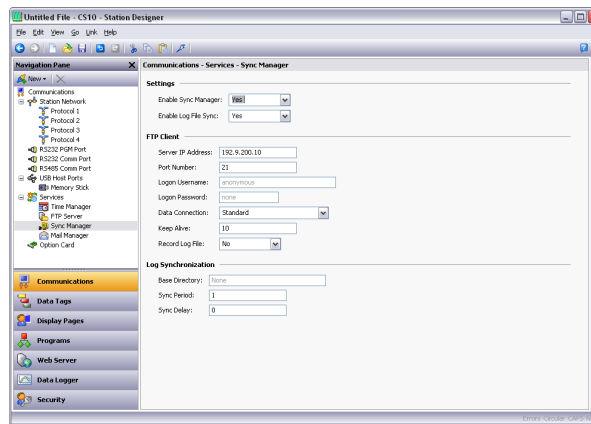 Untitled File - CS10 - Station Designer
File Edit View Go Link Help
Navigation Pane X
New
Communications
Station Network
Protocol 1
Protocol 2
Protocol 3
Protocol 4
RS232 PGM Port
RS232 Comm Port
RS485 Comm Port
USB Host Ports
Memory Stick
Services
Time Manager
FTP Server
Sync Manager
Mail Manager
Option Card
Communications
Data Tags
Display Pages
Programs
Web Server
Data Logger
Security
Communications - Services - Sync Manager
Settings
Enable Sync Manager: Yes
Enable Log File Sync: Yes
FTP Client
Server IP Address: 192.9.200.10
Port Number: 21
Logon Username: anonymous
Logon Password: none
Data Connection: Standard
Keep Alive: 10
Record Log File: No
Log Synchronization
Base Directory: None
Sync Period: 1
Sync Delay: 0
Errors Circular CAPS